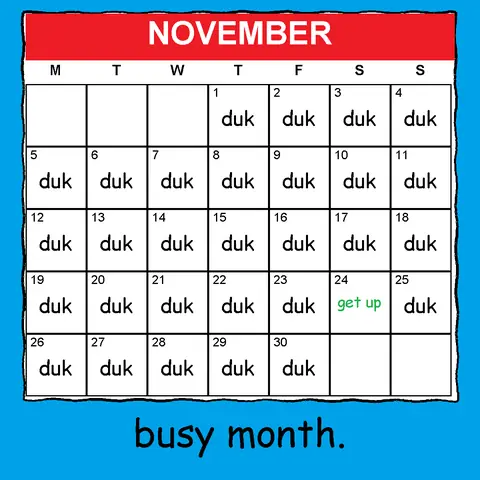 NOVEMBER
M T W T F S S
1 2 3 4
duk duk duk duk
5 6 7 8 9 10 11
duk duk duk duk duk duk duk
12 13 14 15 16 17 18
duk duk duk duk duk duk duk
19 20 21 22 23 24 25
duk duk duk duk duk get up duk
26 27 28 29 30
duk duk duk duk duk
busy month.